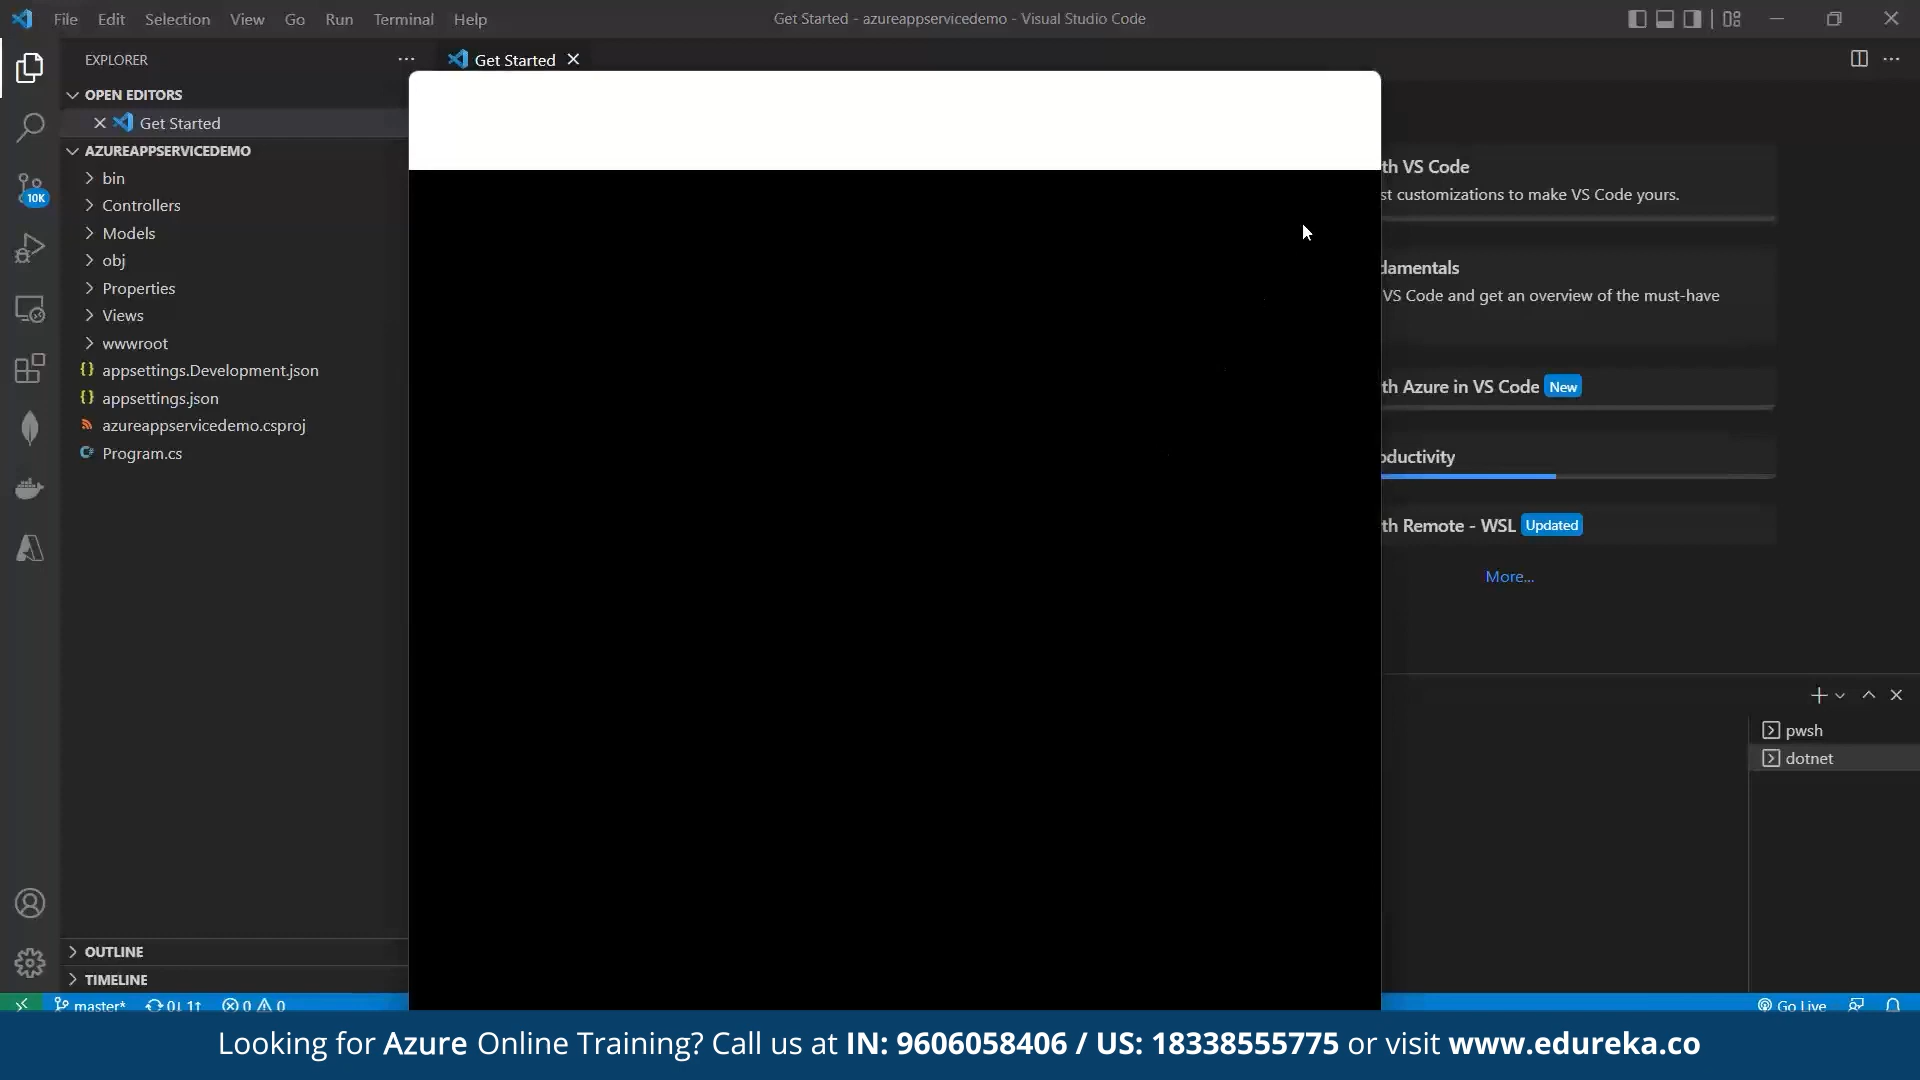 File Edit Selection View Go Run Terminal Help
Get Started - azureappservicedemo - Visual Studio Code
EXPLORER
Get Started
OPEN EDITORS
Get Started
AZUREAPPSERVICEDEMO
bin
Controllers
Models
obj
Properties
Views
wwwroot
appsettings.Development.json
appsettings.json
azureappservicedemo.csproj
Program.cs
10K
th VS Code
st customizations to make VS Code yours.
damentals
VS Code and get an overview of the must-have
th Azure in VS Code New
oductivity
th Remote - WSL Updated
More...
pwsh
dotnet
OUTLINE
TIMELINE
master* 0↓ 1↑ 0 0
Go Live
Looking for Azure Online Training? Call us at IN: 9606058406 / US: 18338555775 or visit www.edureka.co